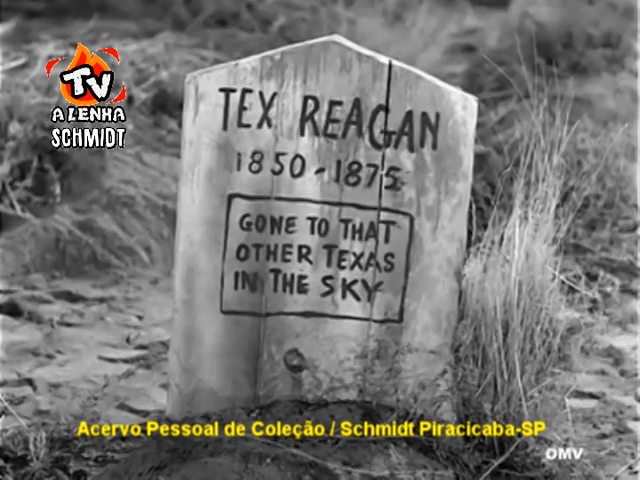 TV
A LENHA
SCHMIDT
TEX REAGAN
1850-1875
GONE TO THAT
OTHER TEXAS
IN THE SKY
Acervo Pessoal de Coleção / Schmidt Piracicaba-SP
OMV